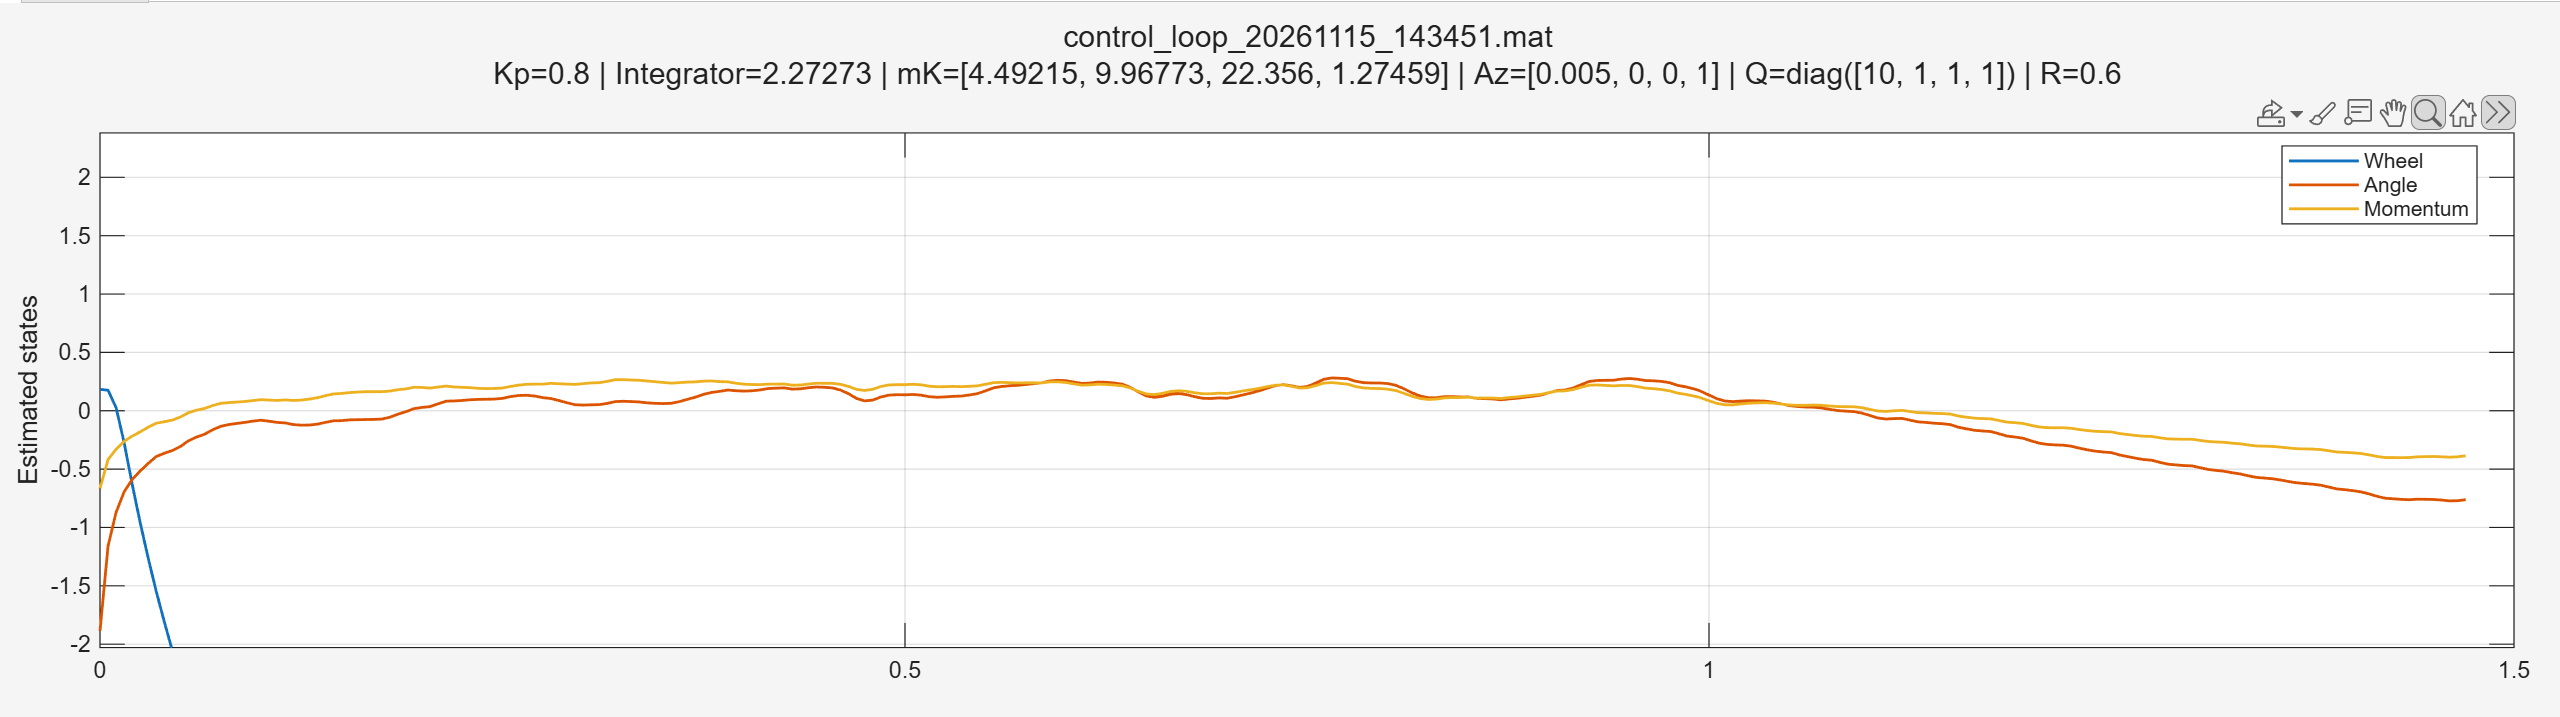 control_loop_20261115_143451.mat
Kp=0.8 | Integrator=2.27273 | mK=[4.49215, 9.96773, 22.356, 1.27459] | Az=[0.005, 0, 0, 1] | Q=diag([10, 1, 1, 1]) | R=0.6
Wheel
Angle
Momentum
Estimated states
2
1.5
1
0.5
0
-0.5
-1
-1.5
-2
0 0.5 1 1.5